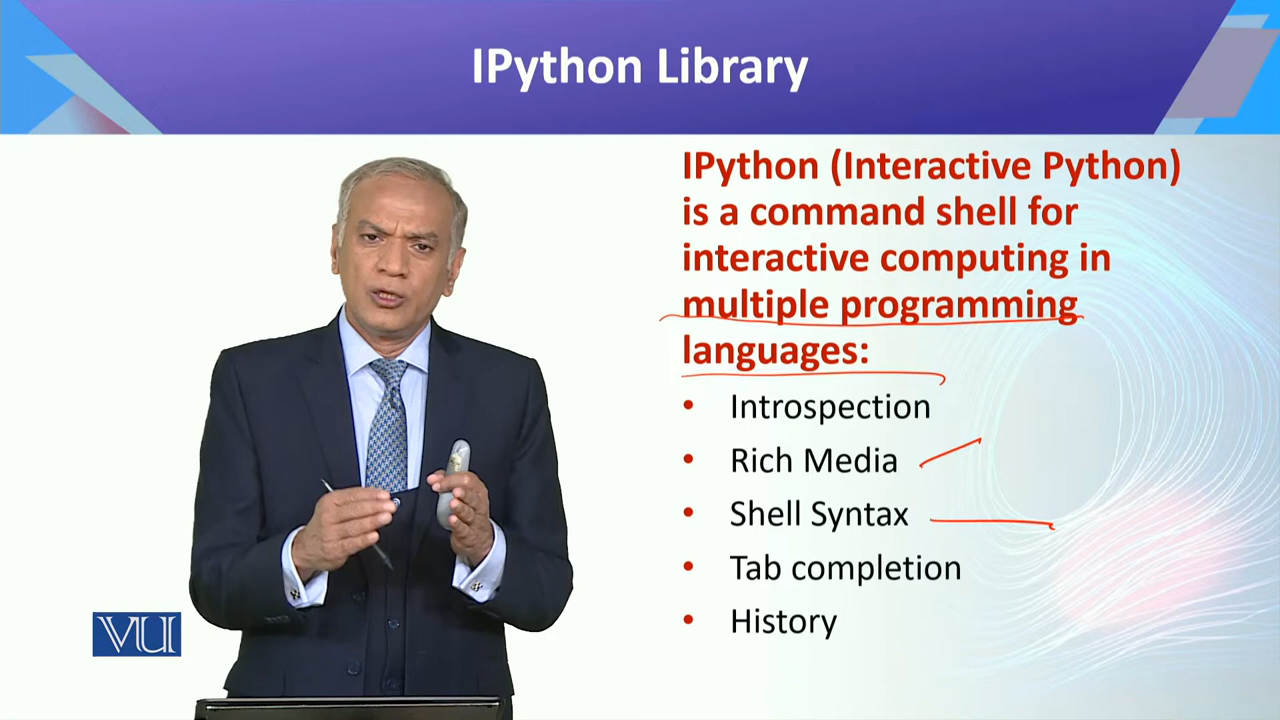 IPython Library
IPython (Interactive Python)
is a command shell for
interactive computing in
multiple programming
languages:
• Introspection
• Rich Media
• Shell Syntax
• Tab completion
• History
VU